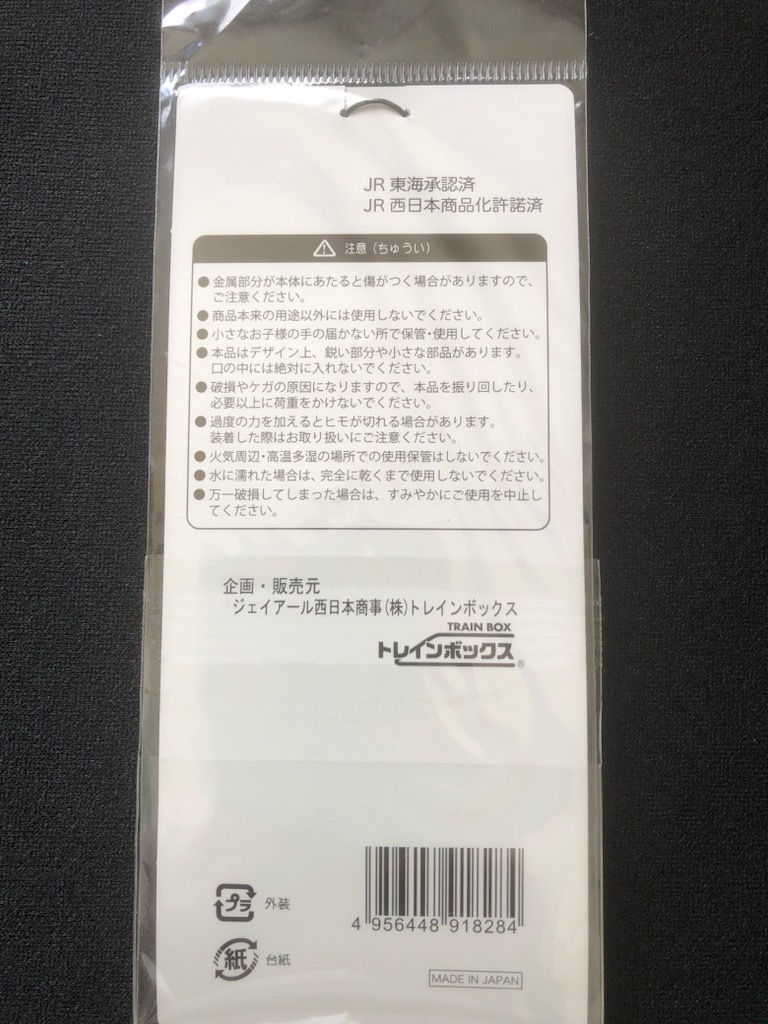 JR 東海承認済
JR 西日本商品化許諾済
注意（ちゅうい）
●金属部分が本体にあたると傷がつく場合がありますので、
ご注意ください。
●商品本来の用途以外には使用しないでください。
●小さなお子様の手の届かない所で保管・使用してください。
●本品はデザイン上、鋭い部分や小さな部品があります。
口の中には絶対に入れないでください。
●破損やケガの原因になりますので、本品を振り回したり、
必要以上に荷重をかけないでください。
●過度の力を加えるとヒモが切れる場合があります。
装着した際はお取り扱いにご注意ください。
●火気周辺・高温多湿の場所での使用保管はしないでください。
●水に濡れた場合は、完全に乾くまで使用しないでください。
●万一破損してしまった場合は、すみやかにご使用を中止し
てください。
企画・販売元
ジェイアール西日本商事(株)トレインボックス
TRAIN BOX
トレインボックス®
プラ 外装
4 956448 918284
紙 台紙
MADE IN JAPAN